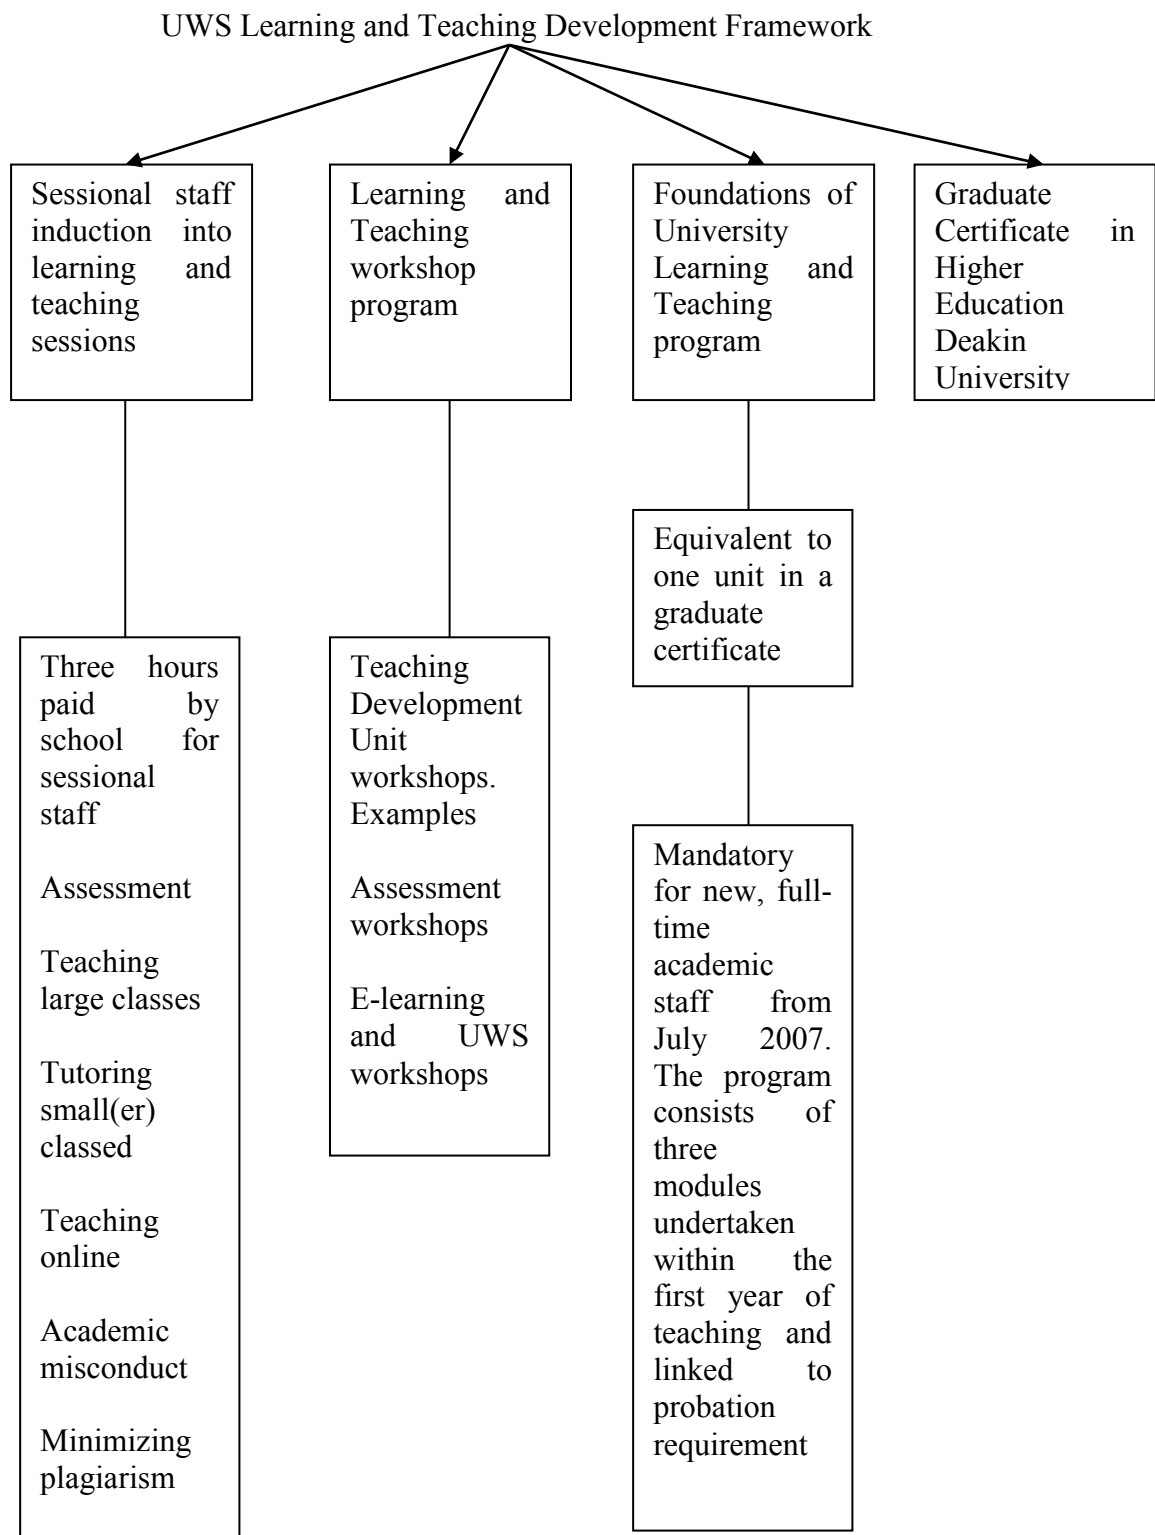 UWS Learning and Teaching Development Framework
Sessional staff
induction into
learning and
teaching
sessions
Learning and
Teaching
workshop
program
Foundations of
University
Learning and
Teaching
program
Graduate
Certificate in
Higher
Education
Deakin
University
Equivalent to
one unit in a
graduate
certificate
Three hours
paid by
school for
sessional
staff
Assessment
Teaching
large classes
Tutoring
small(er)
classed
Teaching
online
Academic
misconduct
Minimizing
plagiarism
Teaching
Development
Unit
workshops.
Examples
Assessment
workshops
E-learning
and UWS
workshops
Mandatory
for new, full-
time
academic
staff from
July 2007.
The program
consists of
three
modules
undertaken
within the
first year of
teaching and
linked to
probation
requirement